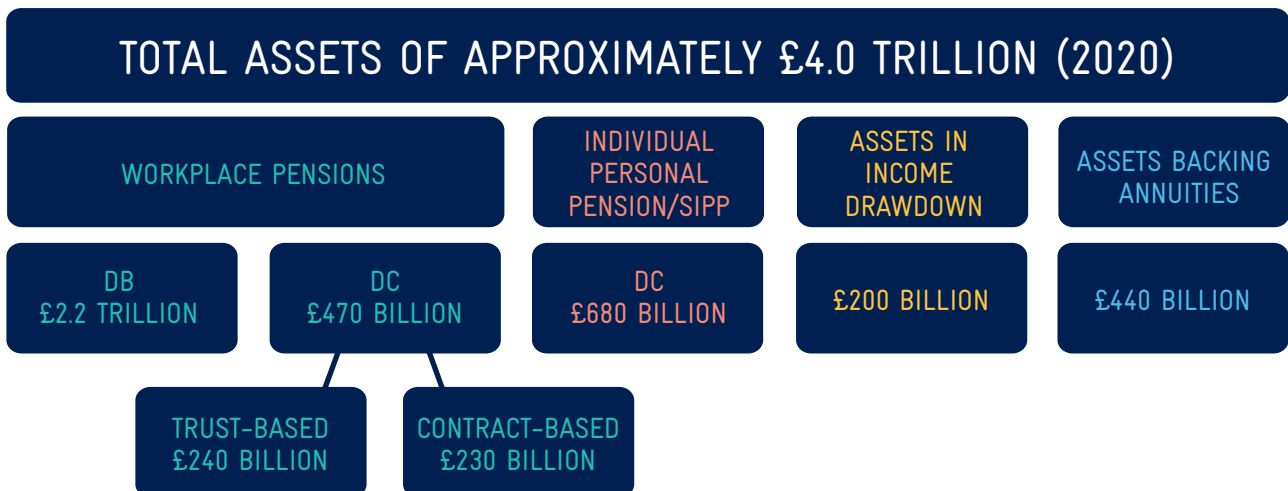 TOTAL ASSETS OF APPROXIMATELY £4.0 TRILLION (2020)
WORKPLACE PENSIONS
INDIVIDUAL
PERSONAL
PENSION/SIPP
ASSETS IN
INCOME
DRAWDOWN
ASSETS BACKING
ANNUITIES
DB
£2.2 TRILLION
DC
£470 BILLION
DC
£680 BILLION
£200 BILLION
£440 BILLION
TRUST-BASED
£240 BILLION
CONTRACT-BASED
£230 BILLION